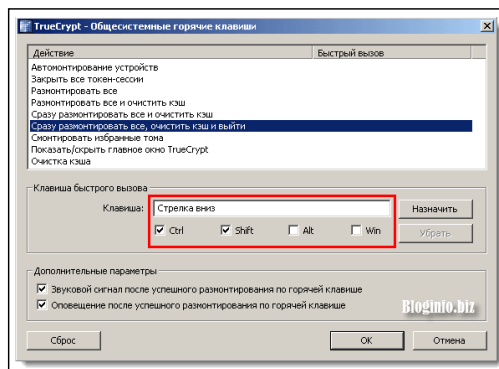 TrueCrypt - Общесистемные горячие клавиши
Действие Быстрый вызов
Автомонтирование устройств
Закрыть все токен-сессии
Размонтировать все
Размонтировать все и очистить кэш
Сразу размонтировать все и очистить кэш
Сразу размонтировать все, очистить кэш и выйти
Смонтировать избранные тома
Показать/скрыть главное окно TrueCrypt
Очистка кэша
Клавиша быстрого вызова
Клавиша: Стрелка вниз Назначить
Ctrl Shift Alt Win Убрать
Дополнительные параметры
Звуковой сигнал после успешного размонтирования по горячей клавише
Оповещение после успешного размонтирования по горячей клавише
Bloginfo.biz
Сброс OK Отмена